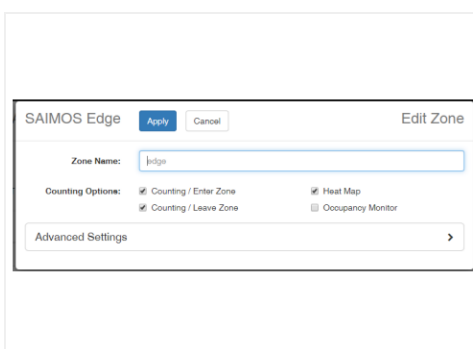 SAIMOS Edge Apply Cancel Edit Zone
Zone Name: edge
Counting Options: Counting / Enter Zone Heat Map
Counting / Leave Zone Occupancy Monitor
Advanced Settings